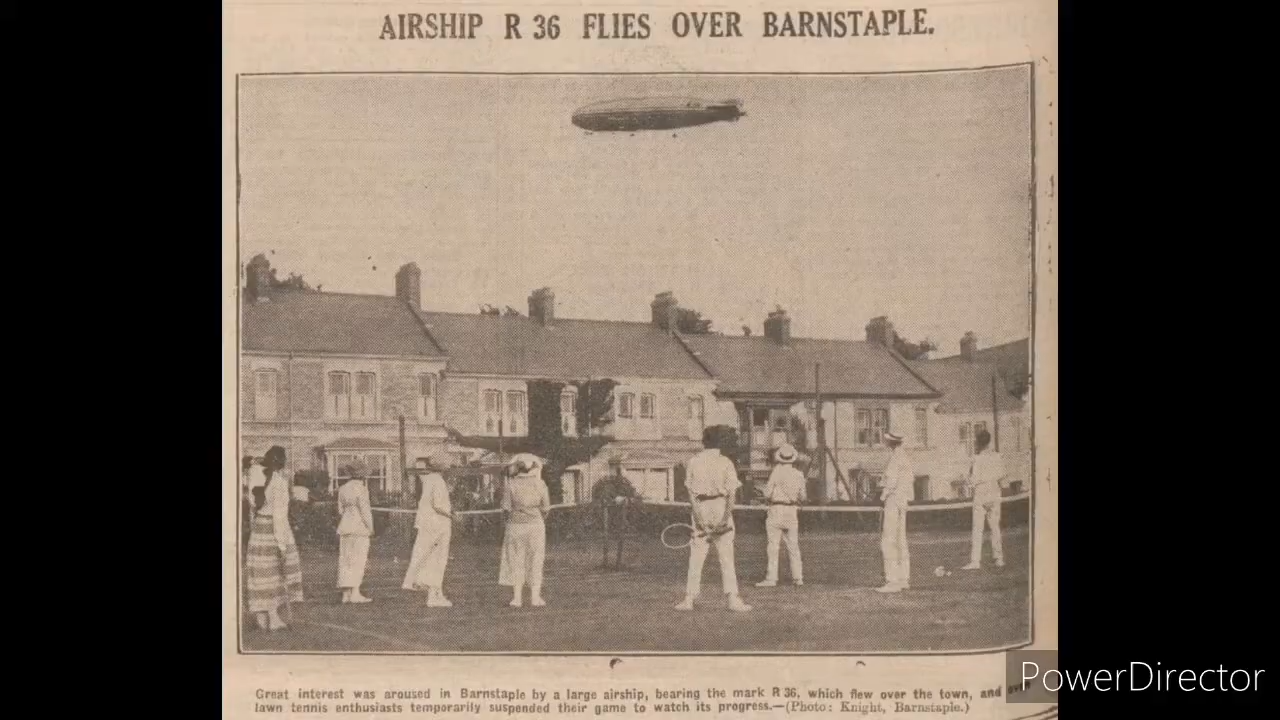 AIRSHIP R 36 FLIES OVER BARNSTAPLE.
Great interest was aroused in Barnstaple by a large airship, bearing the mark R 36, which flew over the town, and even
lawn tennis enthusiasts temporarily suspended their game to watch its progress.—(Photo: Knight, Barnstaple.)
PowerDirector